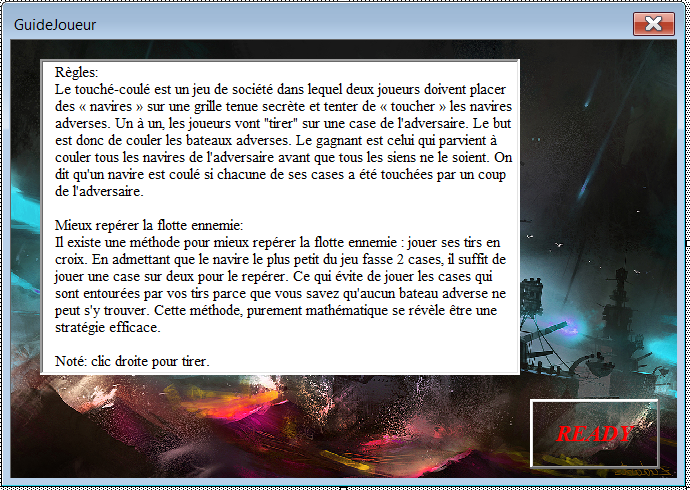 GuideJoueur
Règles:
Le touché-coulé est un jeu de société dans lequel deux joueurs doivent placer
des « navires » sur une grille tenue secrète et tenter de « toucher » les navires
adverses. Un à un, les joueurs vont "tirer" sur une case de l'adversaire. Le but
est donc de couler les bateaux adverses. Le gagnant est celui qui parvient à
couler tous les navires de l'adversaire avant que tous les siens ne le soient. On
dit qu'un navire est coulé si chacune de ses cases a été touchées par un coup
de l'adversaire.
Mieux repérer la flotte ennemie:
Il existe une méthode pour mieux repérer la flotte ennemie : jouer ses tirs en
croix. En admettant que le navire le plus petit du jeu fasse 2 cases, il suffit de
jouer une case sur deux pour le repérer. Ce qui évite de jouer les cases qui
sont entourées par vos tirs parce que vous savez qu'aucun bateau adverse ne
peut s'y trouver. Cette méthode, purement mathématique se révèle être une
stratégie efficace.
Noté: clic droite pour tirer.
READY